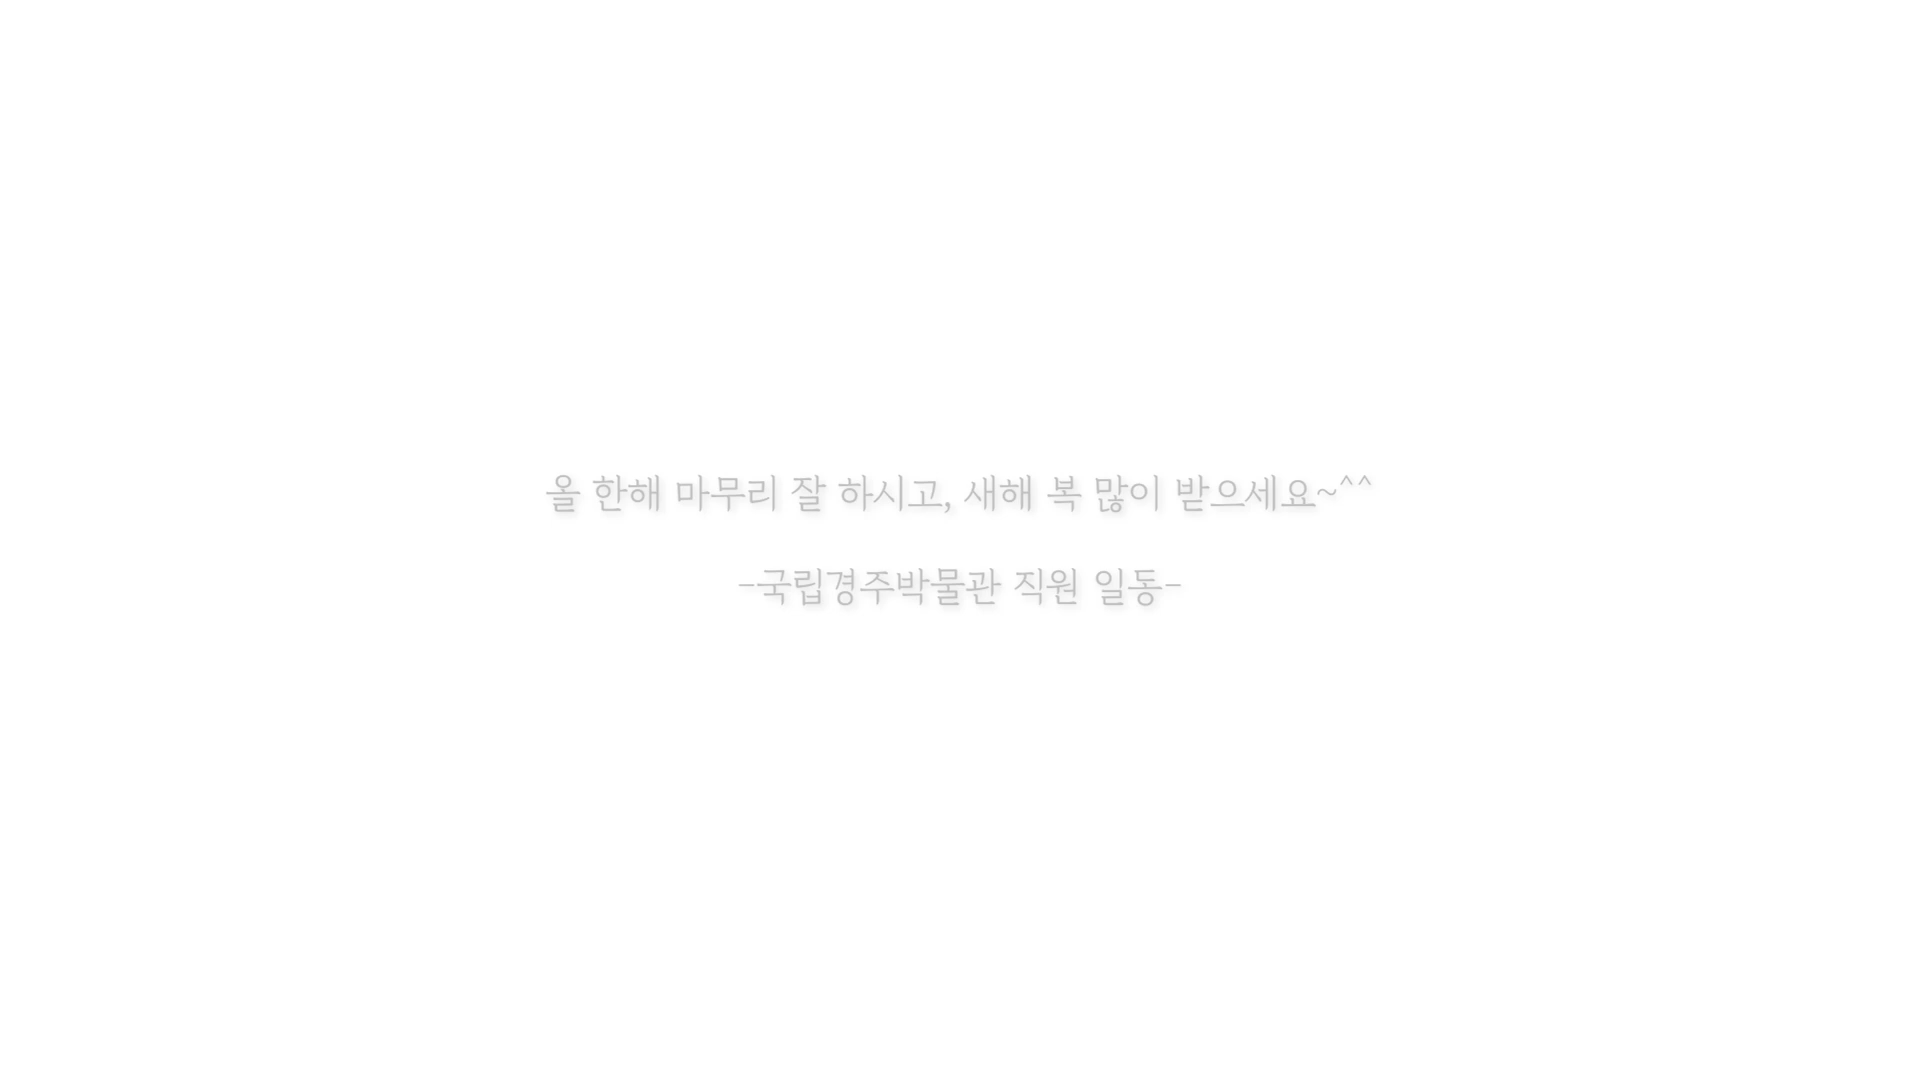 올 한해 마무리 잘 하시고, 새해 복 많이 받으세요~^^
-국립경주박물관 직원 일동-